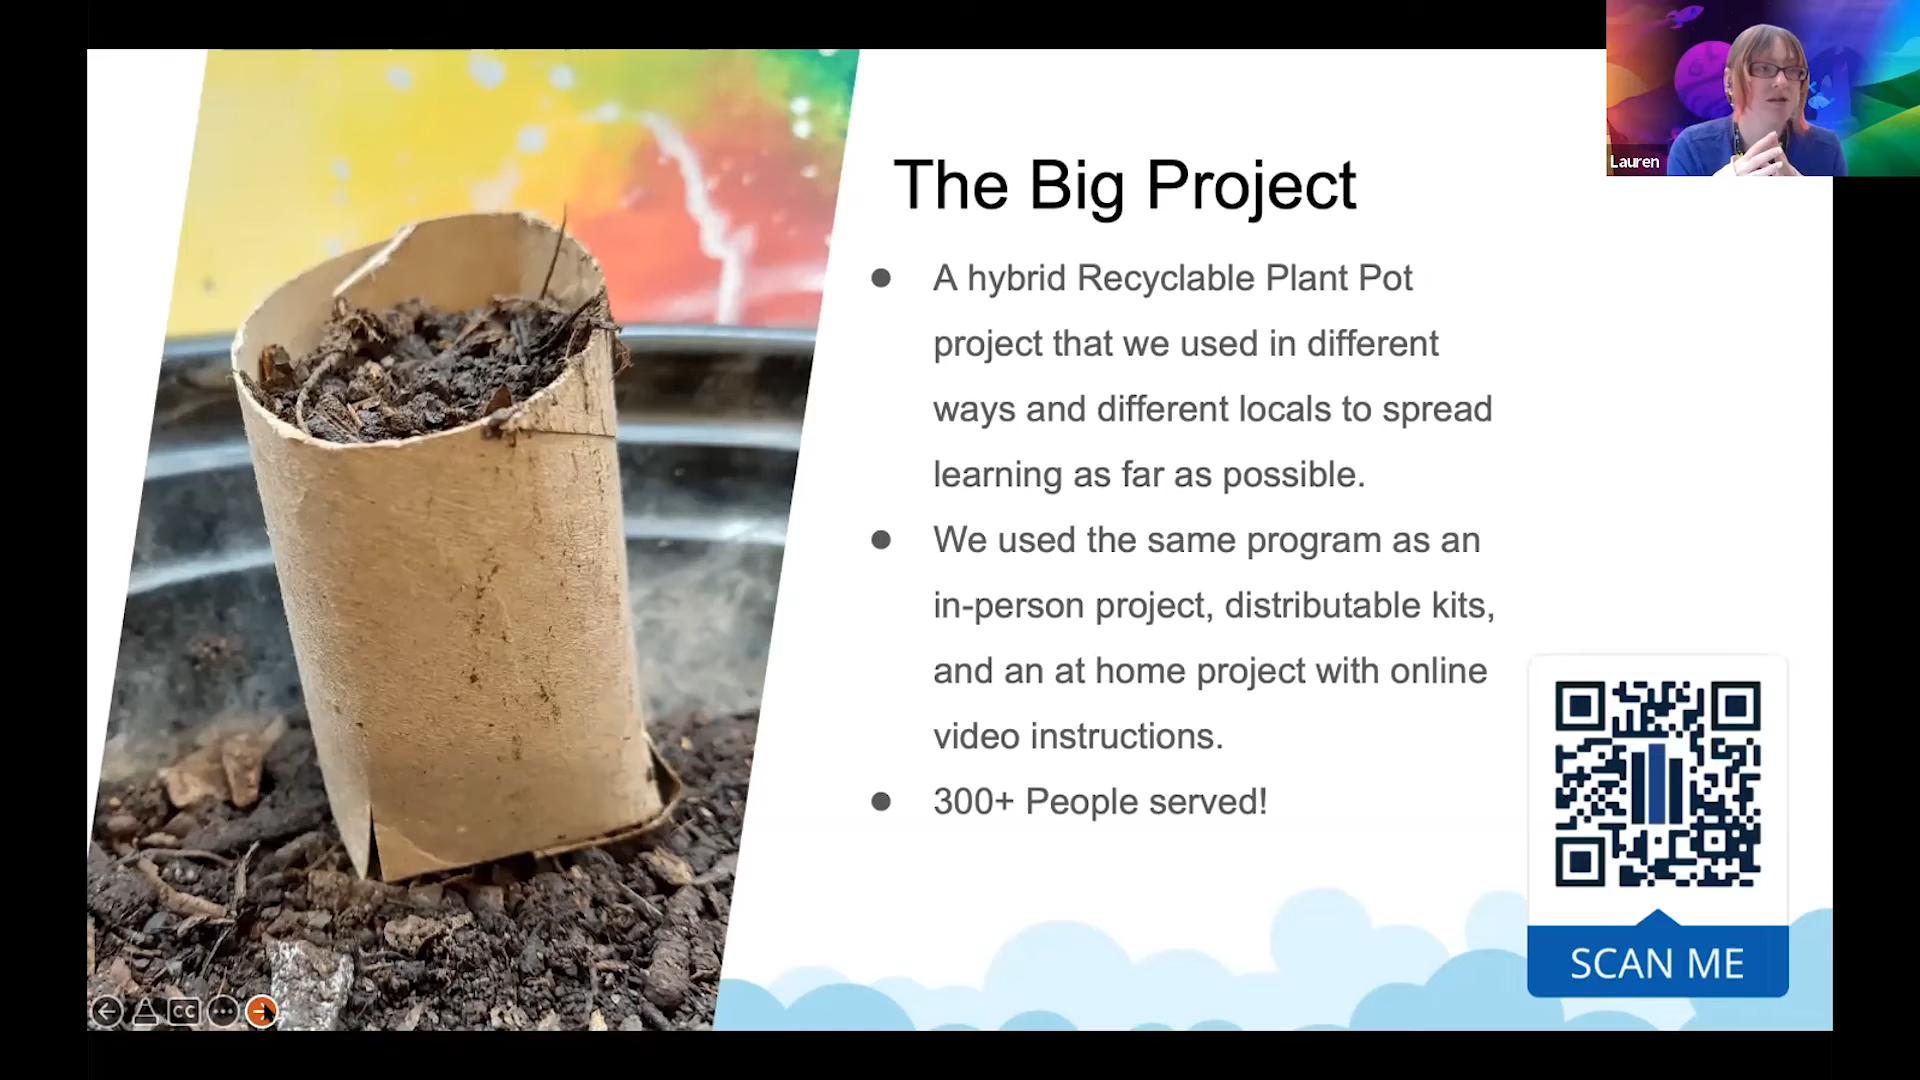 Lauren
The Big Project
● A hybrid Recyclable Plant Pot
project that we used in different
ways and different locals to spread
learning as far as possible.
● We used the same program as an
in-person project, distributable kits,
and an at home project with online
video instructions.
● 300+ People served!
SCAN ME
CC